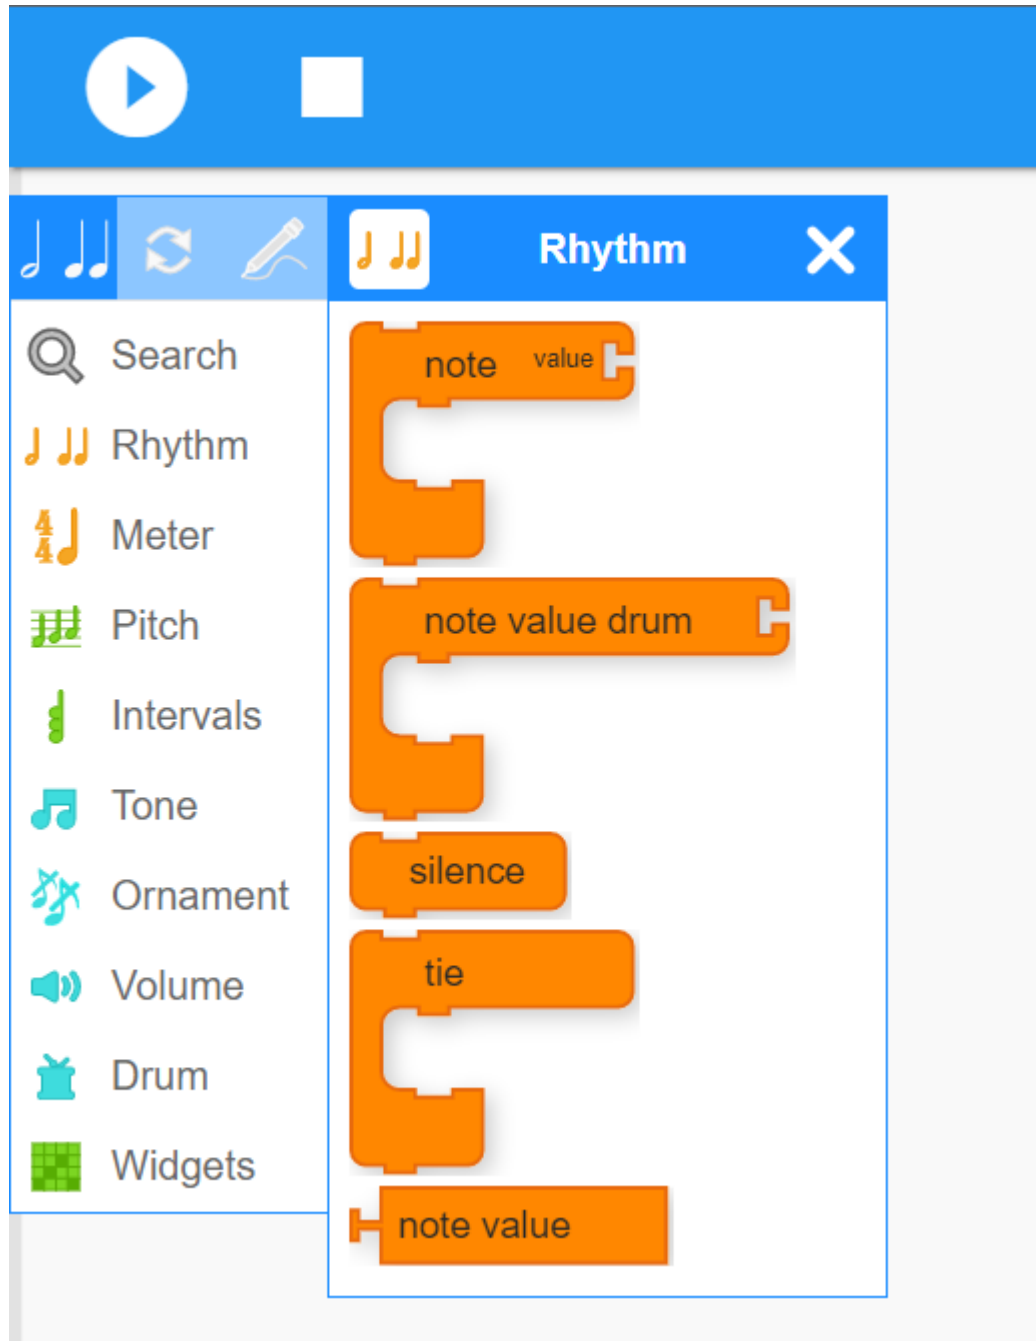 Rhythm
Search
Rhythm
Meter
Pitch
Intervals
Tone
Ornament
Volume
Drum
Widgets
note value
note value drum
silence
tie
note value